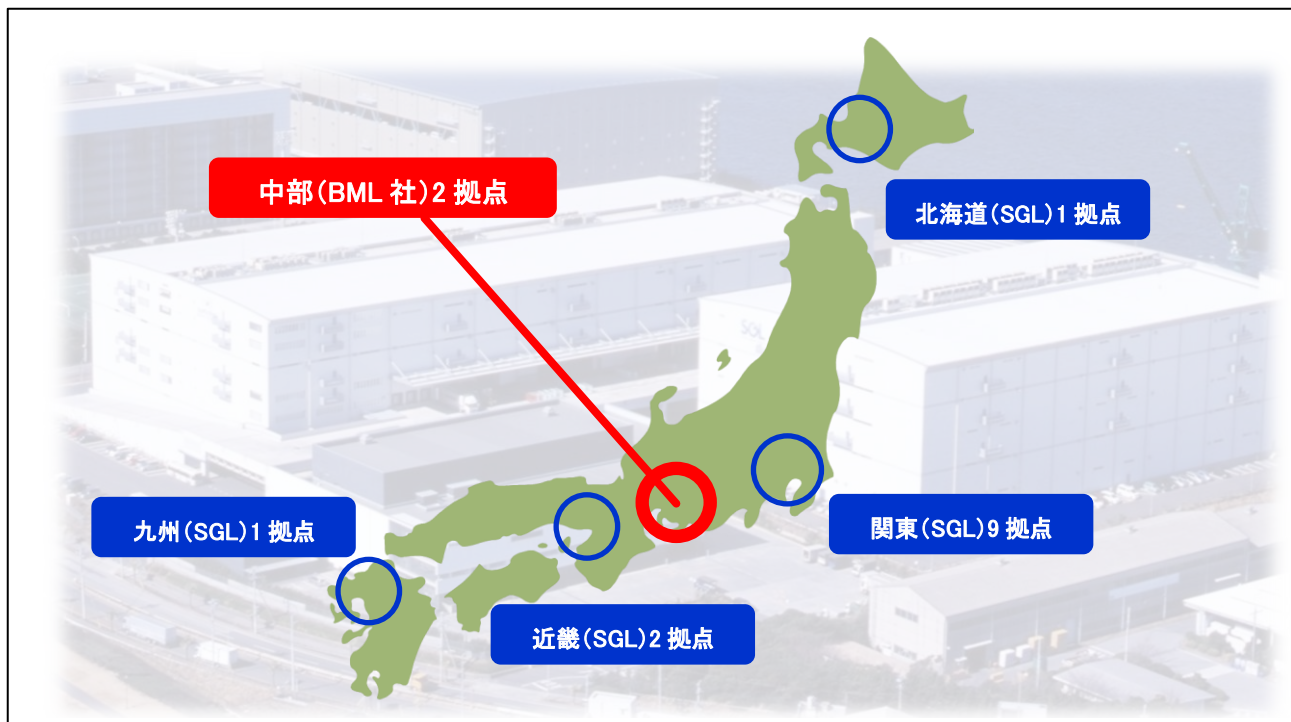 中部(BML 社)2 拠点
北海道(SGL)1 拠点
九州(SGL)1 拠点
関東(SGL)9 拠点
近畿(SGL)2 拠点
SGL